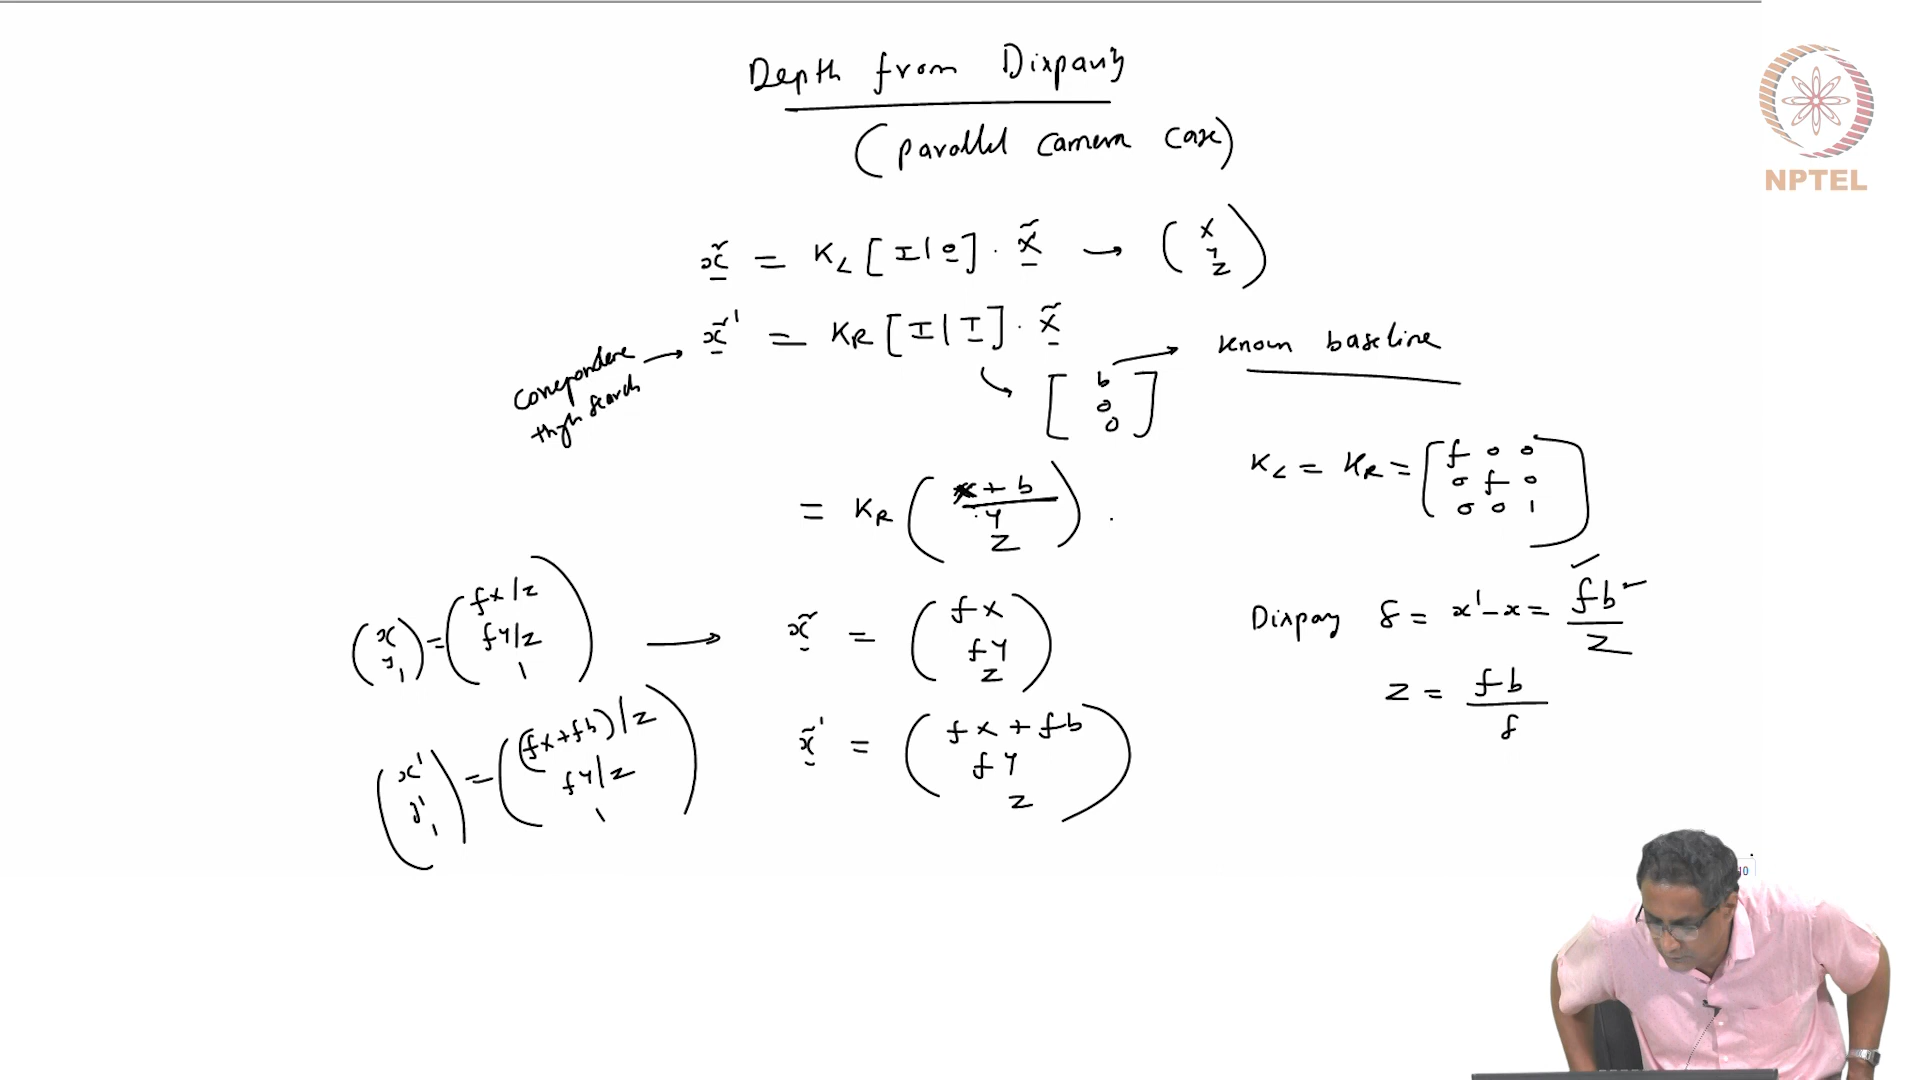 Depth from Disparity
(parallel camera case)
NPTEL
x̃ = K_L [I | 0] . X̃ → (X Y Z)
x̃' = K_R [I | T] . X̃
correspondence through search →
[b 0 0] → known baseline
= K_R (X + b Y Z) .
K_L = K_R = [f 0 0
0 f 0
0 0 1]
(x y 1) = (fX/Z fY/Z 1) → x̃ = (fX fY Z)
Disparity δ = x' - x = fb/Z
Z = fb/δ
(x' y' 1) = ((fX+fb)/Z fY/Z 1)
x̃' = (fX + fb fY Z)
10